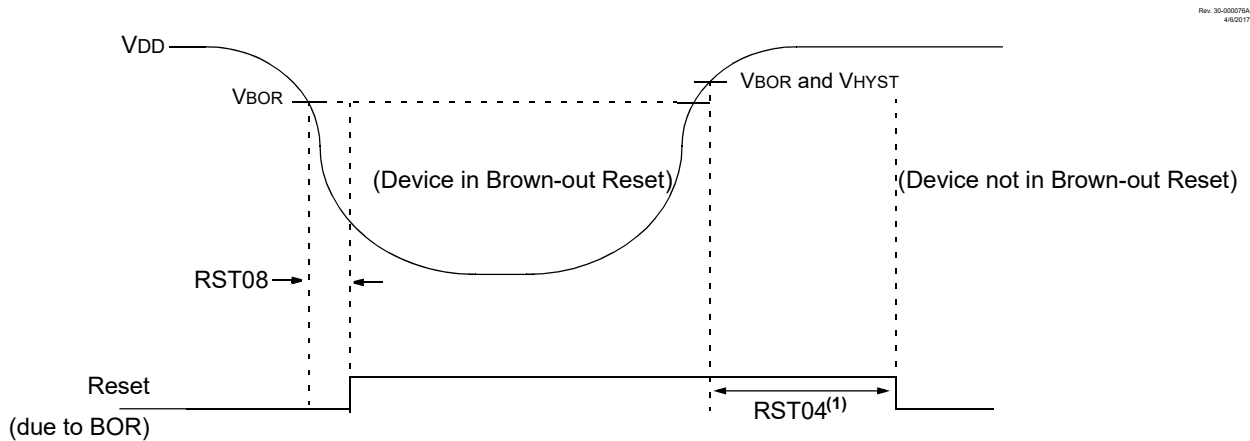 Rev. 30-000076A
4/6/2017
VDD
VBOR
VBOR and VHYST
(Device in Brown-out Reset)
(Device not in Brown-out Reset)
RST08
Reset
(due to BOR)
RST04(1)